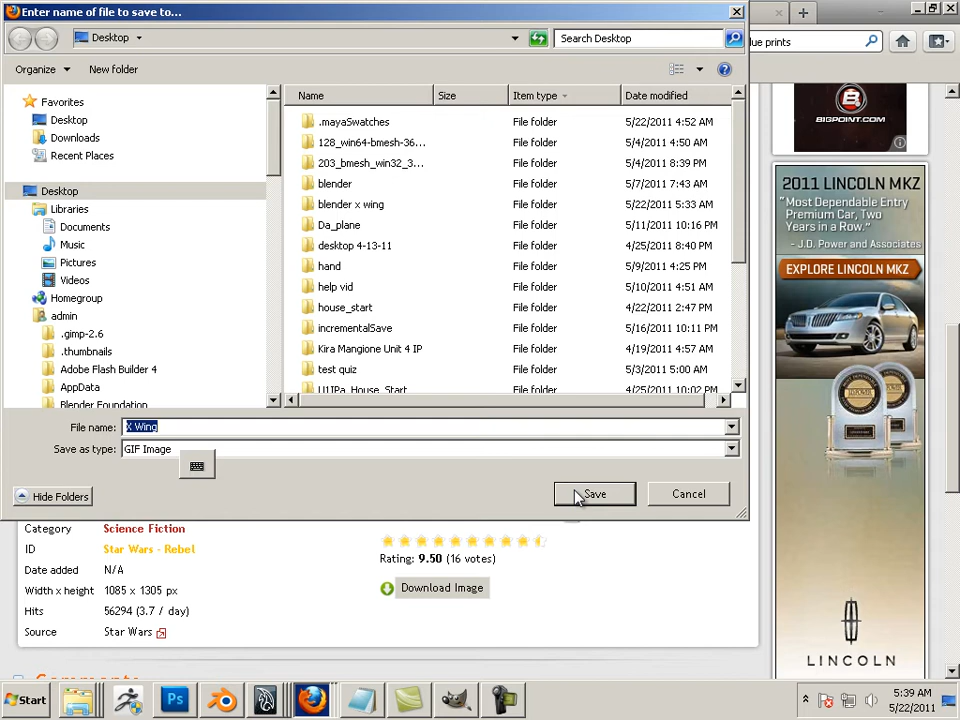 Enter name of file to save to...
Desktop
Search Desktop
ue prints
Organize
New folder
Name
Size
Item type
Date modified
Favorites
Desktop
Downloads
Recent Places
Desktop
Libraries
Documents
Music
Pictures
Videos
Homegroup
admin
.gimp-2.6
.thumbnails
Adobe Flash Builder 4
AppData
Blender Foundation
.mayaSwatches File folder 5/22/2011 4:52 AM
128_win64-bmesh-36... File folder 5/4/2011 4:50 AM
203_bmesh_win32_3... File folder 5/4/2011 8:39 PM
blender File folder 5/7/2011 7:43 AM
blender x wing File folder 5/22/2011 5:33 AM
Da_plane File folder 5/11/2011 10:16 PM
desktop 4-13-11 File folder 4/25/2011 8:40 PM
hand File folder 5/9/2011 4:25 PM
help vid File folder 5/10/2011 4:51 AM
house_start File folder 4/22/2011 2:47 PM
incrementalSave File folder 5/16/2011 10:11 PM
Kira Mangione Unit 4 IP File folder 4/19/2011 4:57 AM
test quiz File folder 5/3/2011 5:00 AM
File folder 4/25/2011 10:02 PM
File name: X Wing
Save as type: GIF Image
Hide Folders
Save
Cancel
BIGPOINT.COM
2011 LINCOLN MKZ
"Most Dependable Entry
Premium Car, Two
Years in a Row."
- J.D. Power and Associates
EXPLORE LINCOLN MKZ
LINCOLN
Category Science Fiction
ID Star Wars - Rebel
Date added N/A
Width x height 1085 x 1305 px
Hits 56294 (3.7 / day)
Source Star Wars
Rating: 9.50 (16 votes)
Download Image
Comments
Start
Ps
5:39 AM
5/22/2011